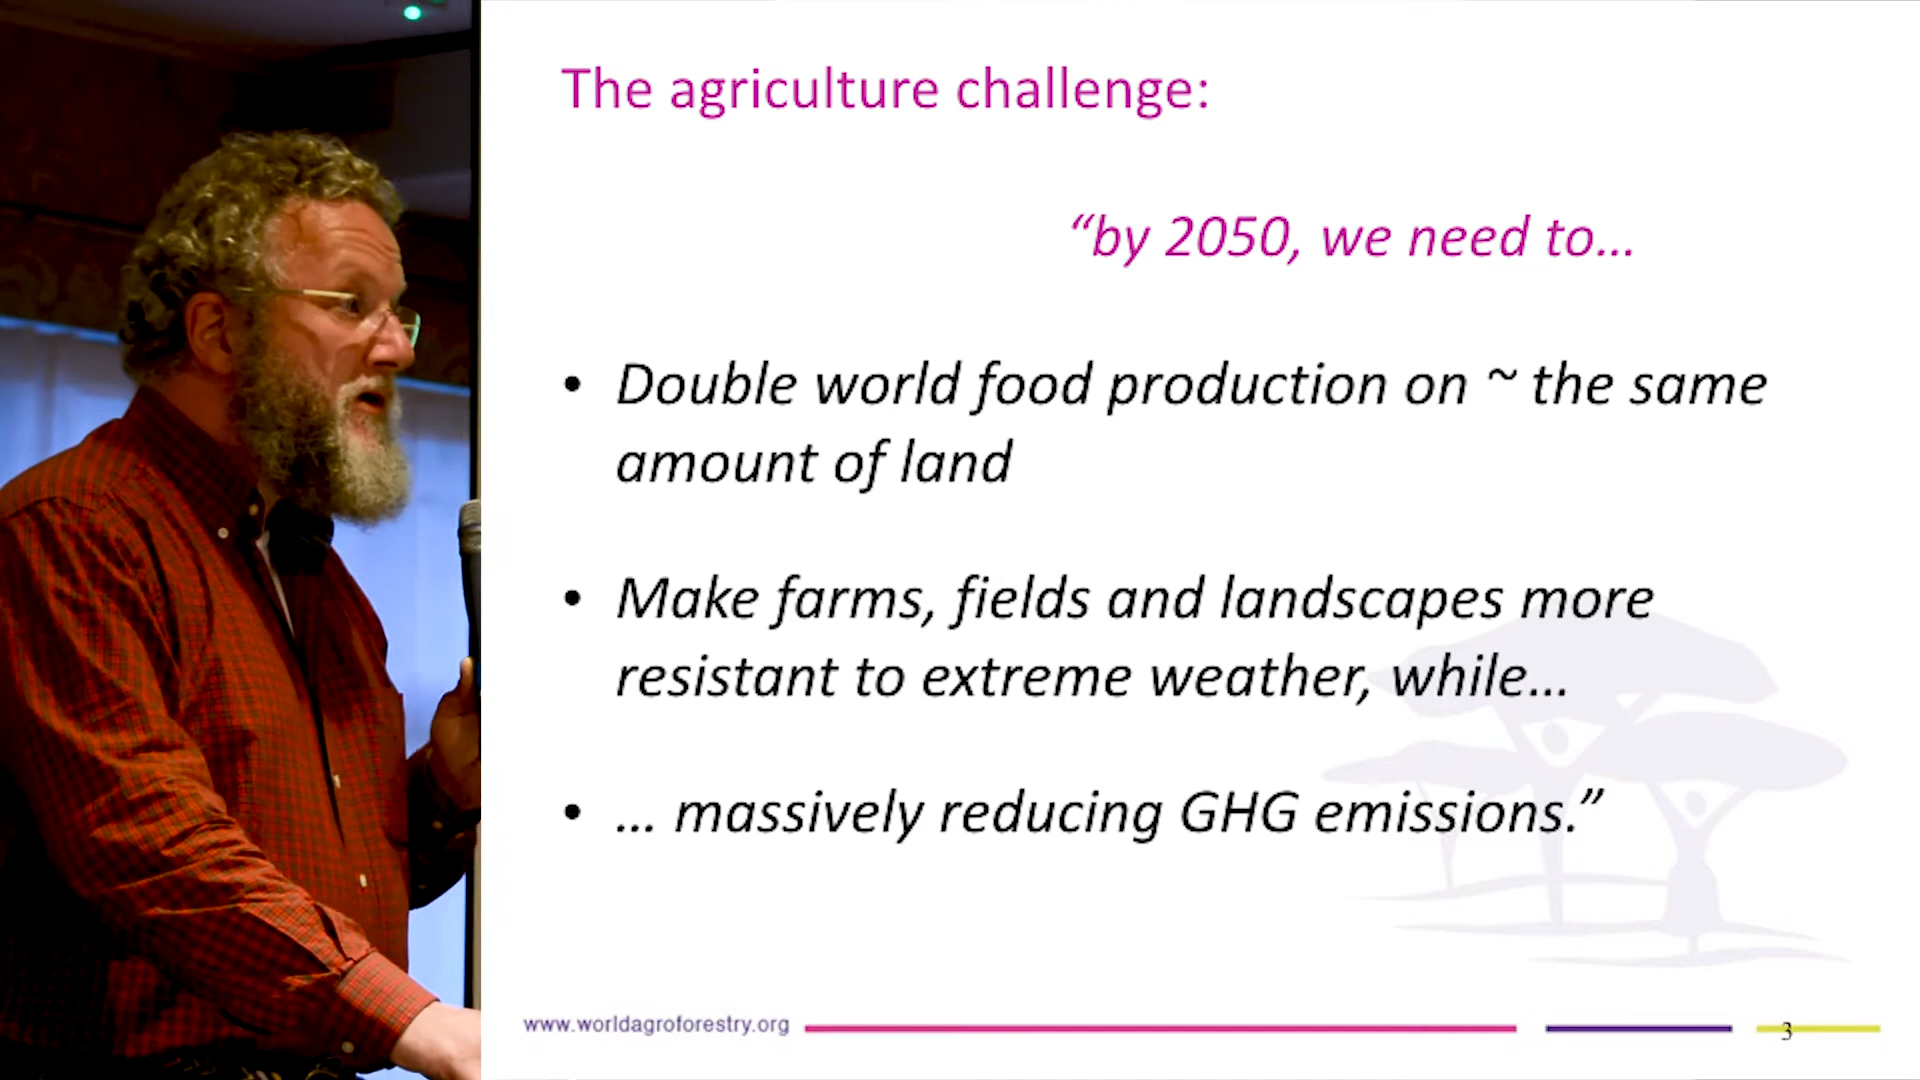 The agriculture challenge:
“by 2050, we need to...
• Double world food production on ~ the same
amount of land
• Make farms, fields and landscapes more
resistant to extreme weather, while...
• ... massively reducing GHG emissions.”
www.worldagroforestry.org
3